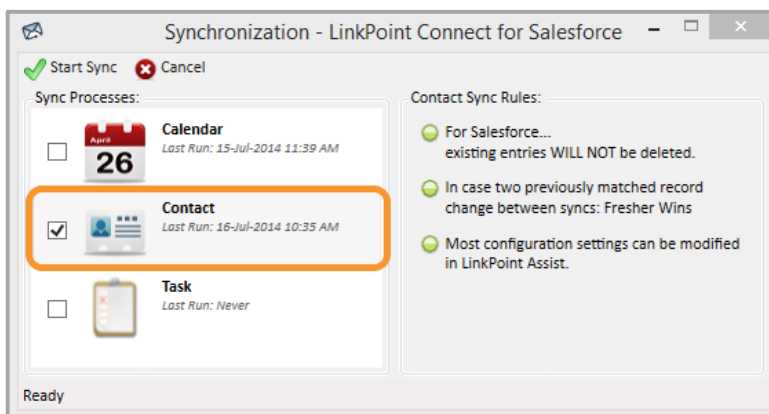 Synchronization - LinkPoint Connect for Salesforce
Start Sync Cancel
Sync Processes:
April
26
Calendar
Last Run: 15-Jul-2014 11:39 AM
Contact
Last Run: 16-Jul-2014 10:35 AM
Task
Last Run: Never
Contact Sync Rules:
For Salesforce...
existing entries WILL NOT be deleted.
In case two previously matched record
change between syncs: Fresher Wins
Most configuration settings can be modified
in LinkPoint Assist.
Ready